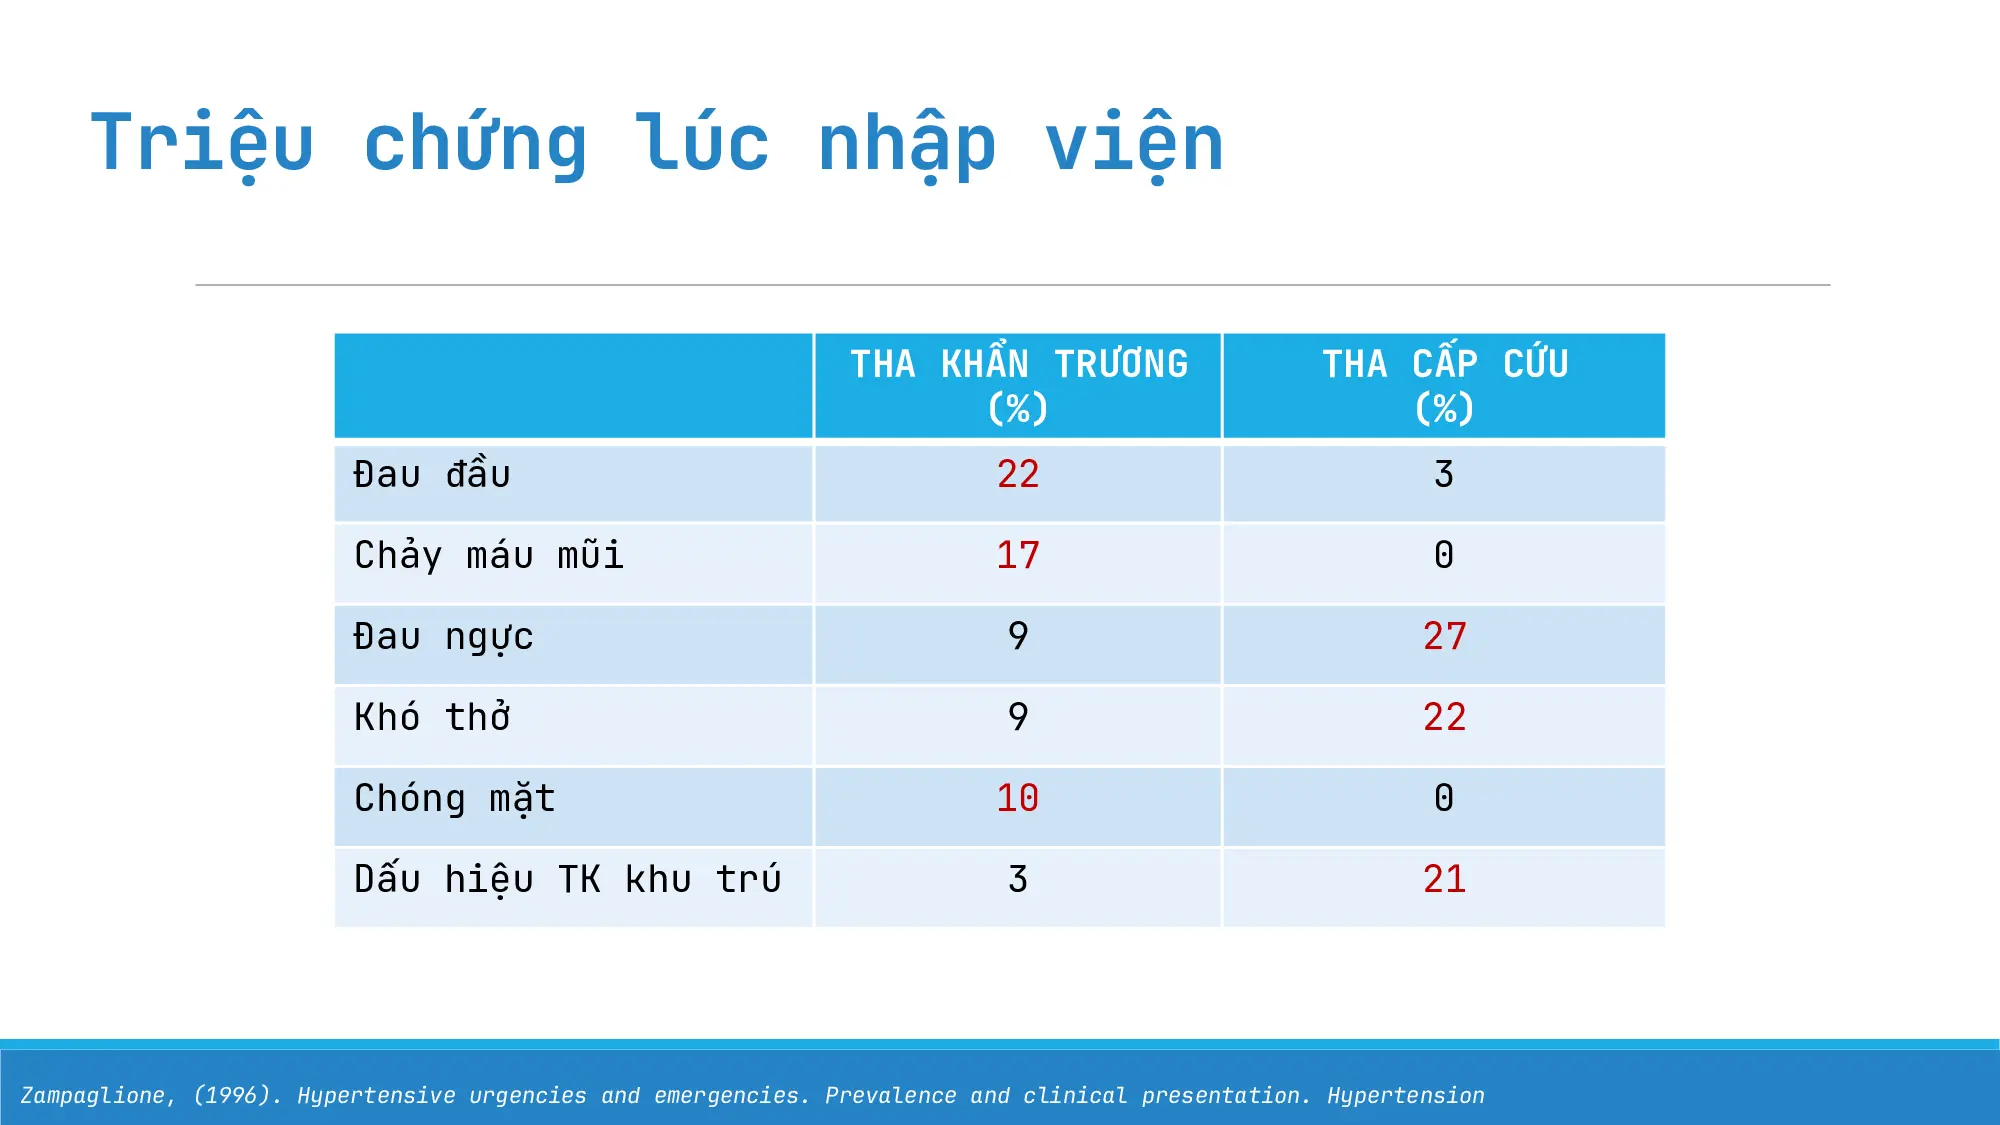 Triệu chứng lúc nhập viện
THA KHẨN TRƯƠNG (%) THA CẤP CỨU (%)
Đau đầu 22 3
Chảy máu mũi 17 0
Đau ngực 9 27
Khó thở 9 22
Chóng mặt 10 0
Dấu hiệu TK khu trú 3 21
Zampaglione, (1996). Hypertensive urgencies and emergencies. Prevalence and clinical presentation. Hypertension